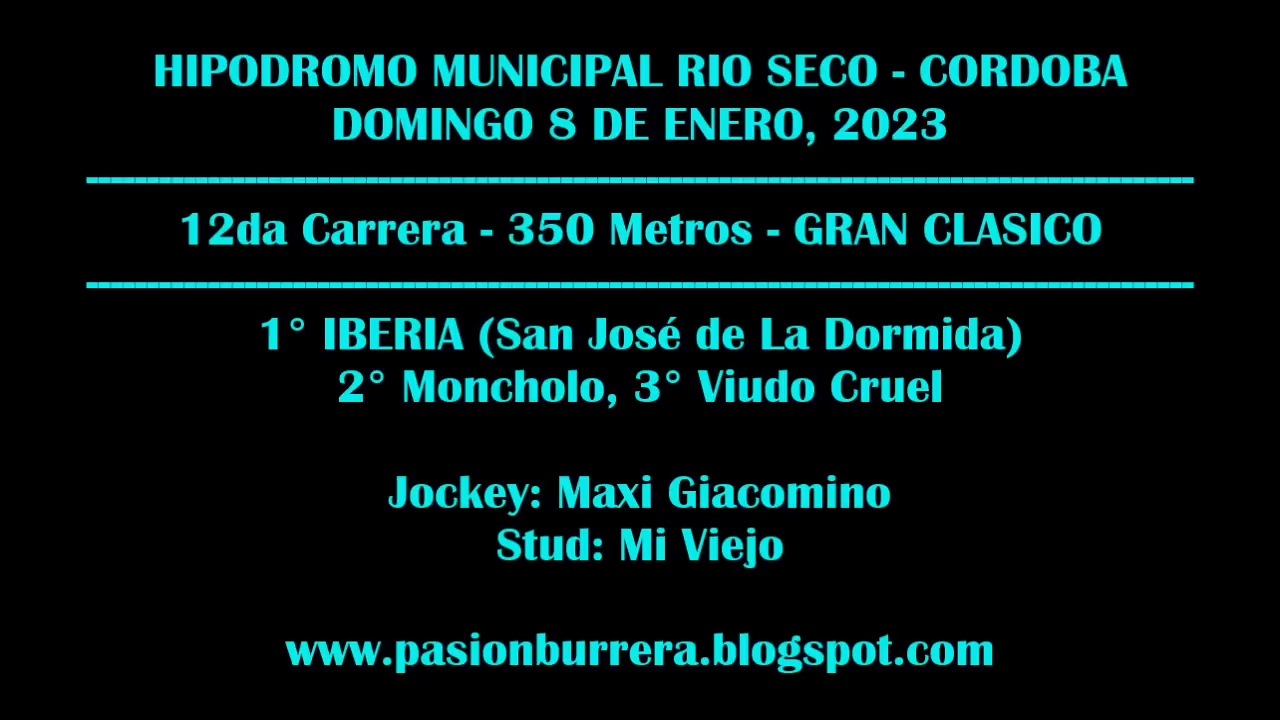 HIPODROMO MUNICIPAL RIO SECO - CORDOBA
DOMINGO 8 DE ENERO, 2023
12da Carrera - 350 Metros - GRAN CLASICO
1° IBERIA (San José de La Dormida)
2° Moncholo, 3° Viudo Cruel
Jockey: Maxi Giacomino
Stud: Mi Viejo
www.pasionburrera.blogspot.com